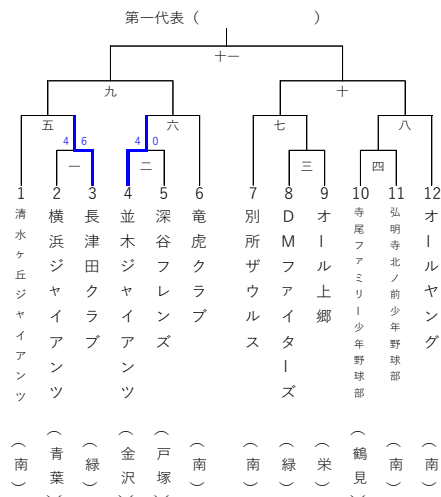 第一代表（　　　　　　　）
十一
九
十
五
六
七
八
4 6
4 0
一
二
三
四
1 2 3 4 5 6 7 8 9 10 11 12
清水ヶ丘ジャイアンツ（南）
横浜ジャイアンツ（青葉）
長津田クラブ（緑）
並木ジャイアンツ（金沢）
深谷フレンズ（戸塚）
竜虎クラブ（南）
別所ザウルス（南）
DMファイターズ（緑）
オール上郷（栄）
寺尾ファミリー少年野球部（鶴見）
弘明寺北ノ前少年野球部（南）
オールヤング（南）